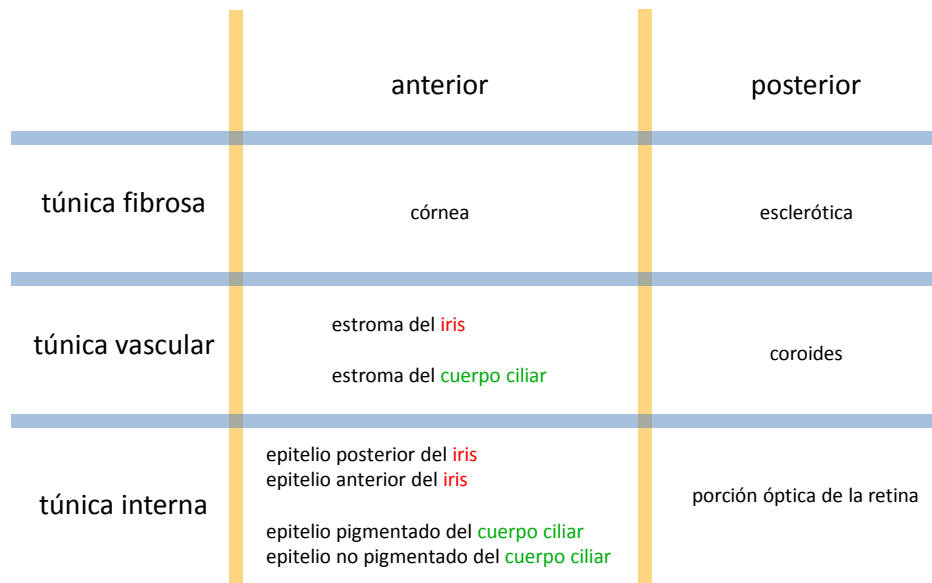 anterior
posterior
túnica fibrosa
córnea
esclerótica
túnica vascular
estroma del iris
estroma del cuerpo ciliar
coroides
túnica interna
epitelio posterior del iris
epitelio anterior del iris
epitelio pigmentado del cuerpo ciliar
epitelio no pigmentado del cuerpo ciliar
porción óptica de la retina